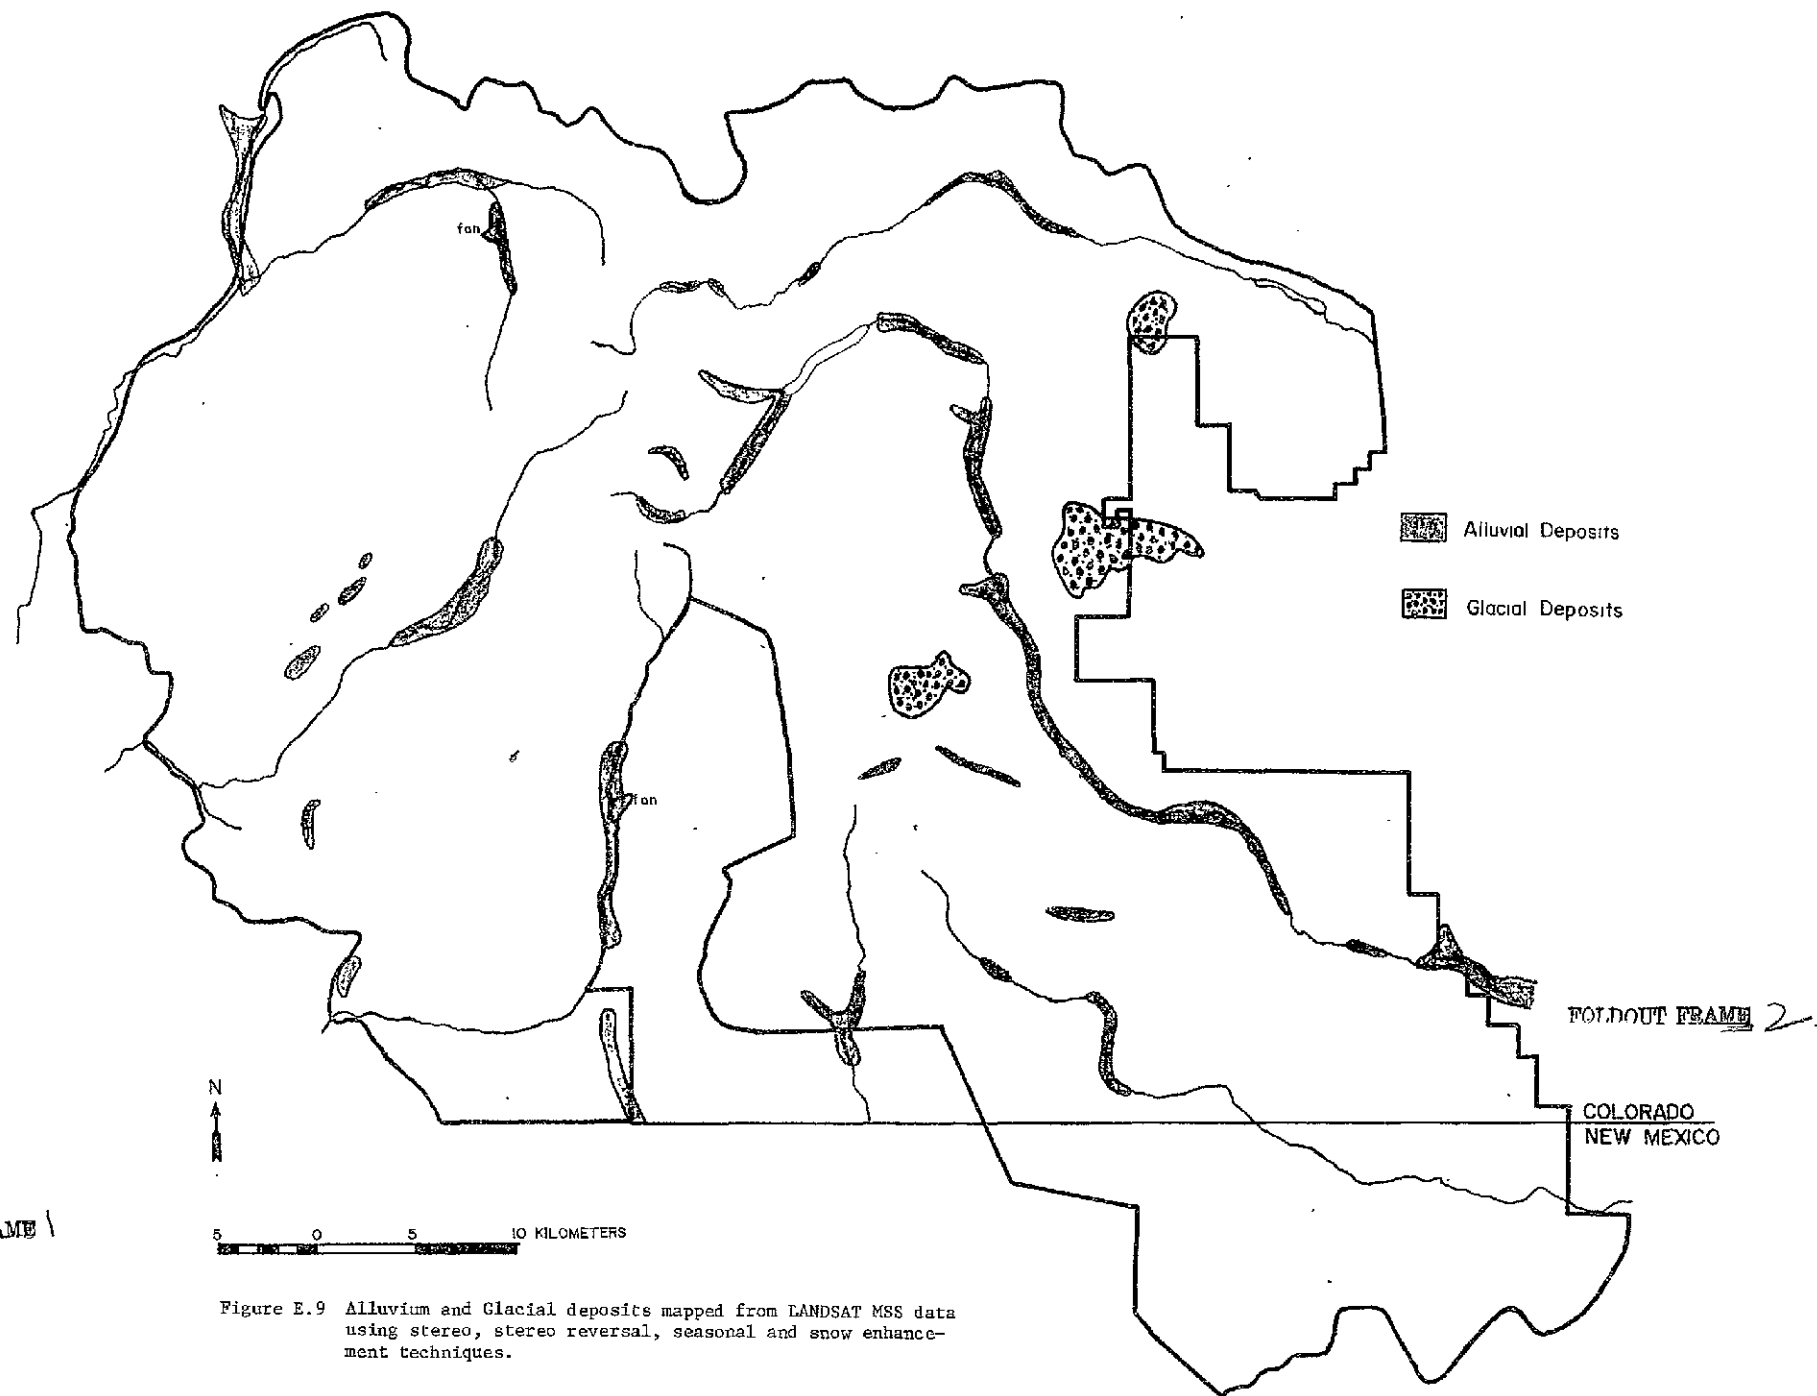 fan
Alluvial Deposits
Glacial Deposits
fan
FOLDOUT FRAME 2
N
COLORADO
NEW MEXICO
5 0 5 10 KILOMETERS
Figure E.9 Alluvium and Glacial deposits mapped from LANDSAT MSS data
using stereo, stereo reversal, seasonal and snow enhance-
ment techniques.